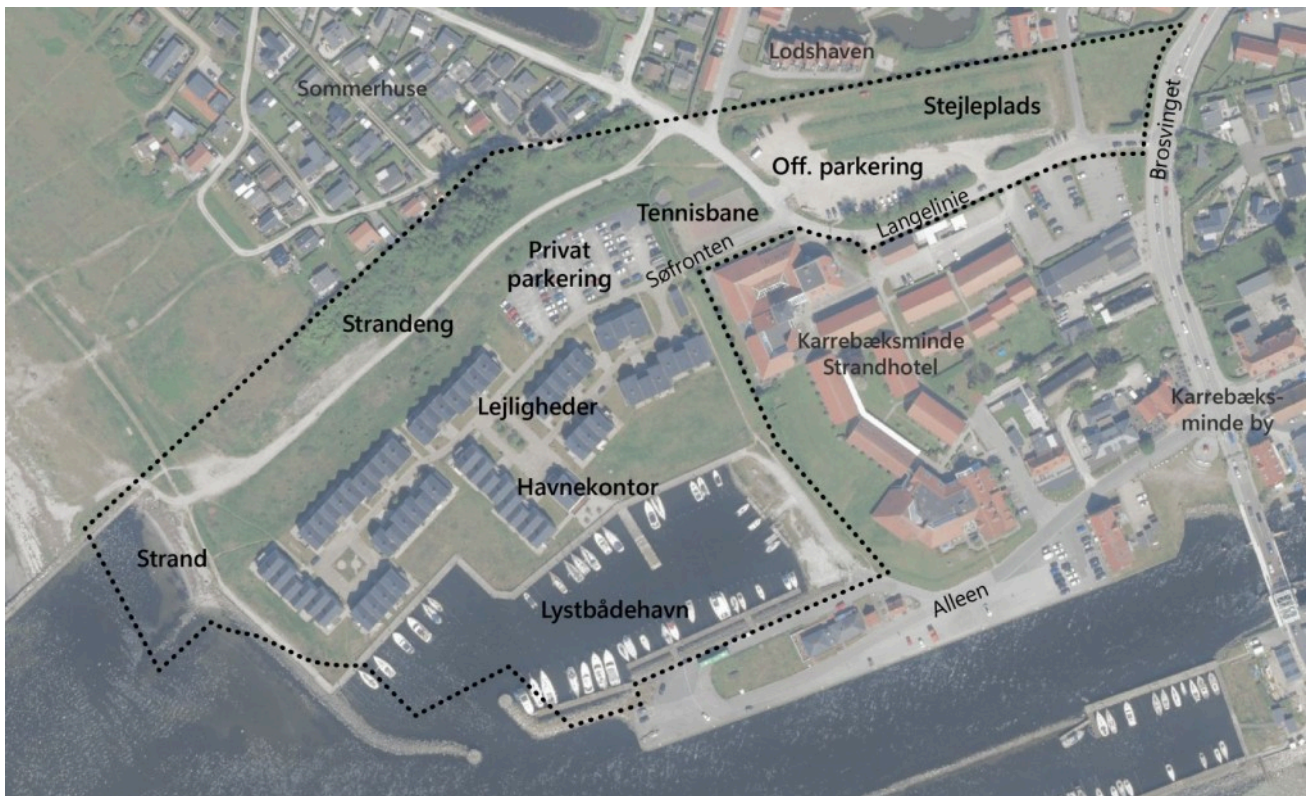 Lodshaven
Sommerhuse
Stejleplads
Brosvinget
Off. parkering
Langelinie
Tennisbane
Søfronten
Privat
parkering
Strandeng
Karrebæksminde
Strandhotel
Lejligheder
Karrebæks-
minde by
Havnekontor
Strand
Lystbådehavn
Alleen